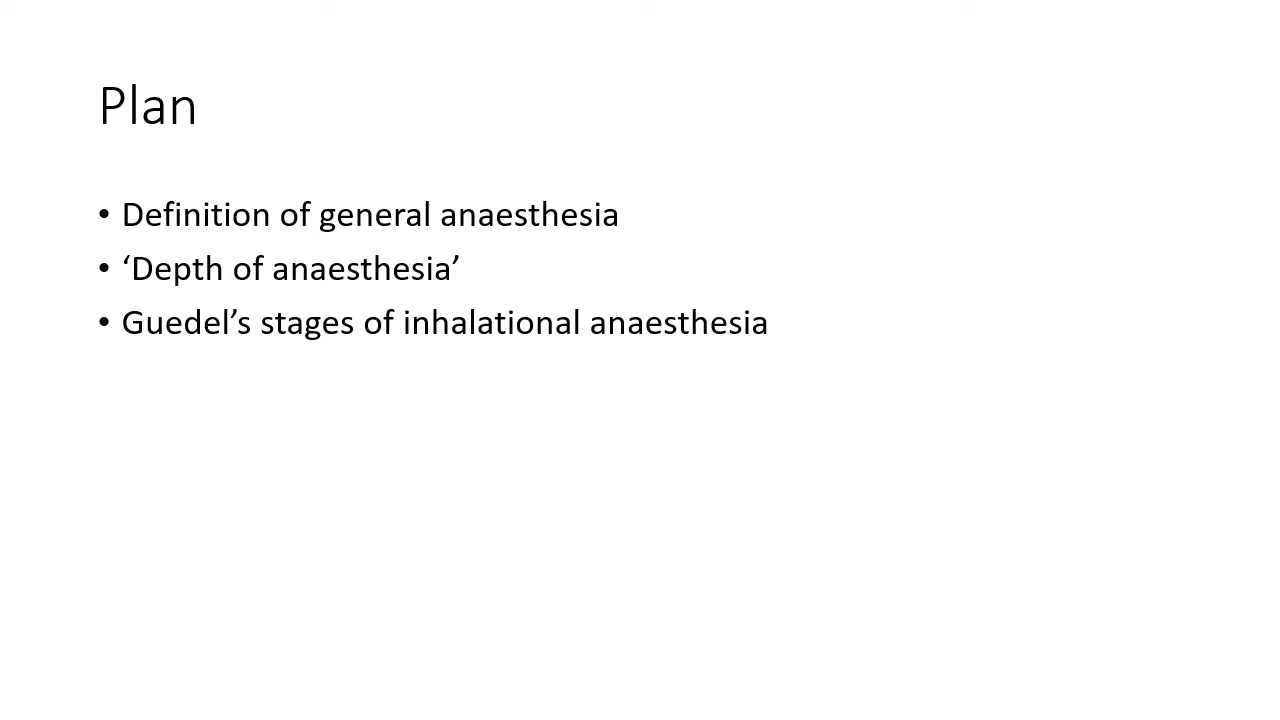 Plan
• Definition of general anaesthesia
• ‘Depth of anaesthesia’
• Guedel’s stages of inhalational anaesthesia